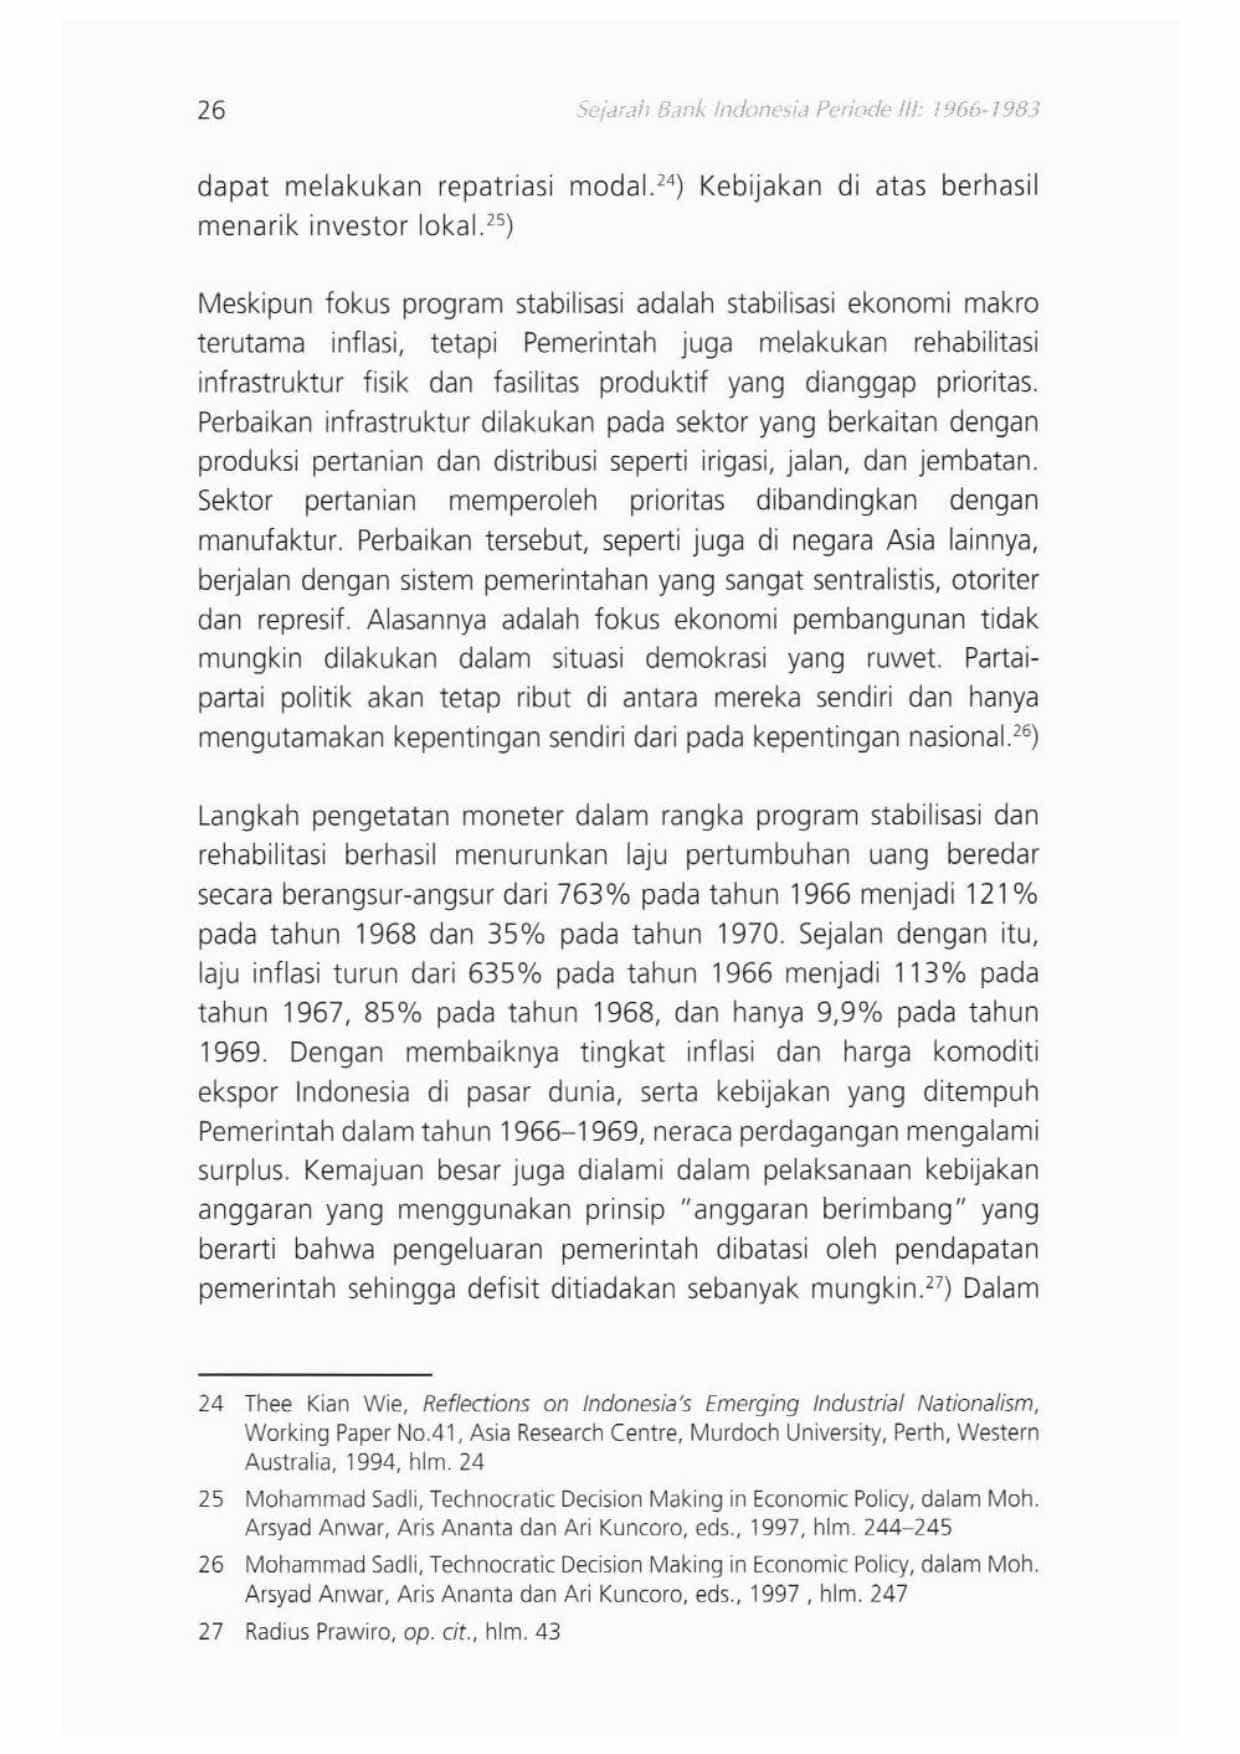 26
Sejarah Bank Indonesia Periode III: 1966-1983
dapat melakukan repatriasi modal.²⁴) Kebijakan di atas berhasil
menarik investor lokal.²⁵)
Meskipun fokus program stabilisasi adalah stabilisasi ekonomi makro
terutama inflasi, tetapi Pemerintah juga melakukan rehabilitasi
infrastruktur fisik dan fasilitas produktif yang dianggap prioritas.
Perbaikan infrastruktur dilakukan pada sektor yang berkaitan dengan
produksi pertanian dan distribusi seperti irigasi, jalan, dan jembatan.
Sektor pertanian memperoleh prioritas dibandingkan dengan
manufaktur. Perbaikan tersebut, seperti juga di negara Asia lainnya,
berjalan dengan sistem pemerintahan yang sangat sentralistis, otoriter
dan represif. Alasannya adalah fokus ekonomi pembangunan tidak
mungkin dilakukan dalam situasi demokrasi yang ruwet. Partai-
partai politik akan tetap ribut di antara mereka sendiri dan hanya
mengutamakan kepentingan sendiri dari pada kepentingan nasional.²⁶)
Langkah pengetatan moneter dalam rangka program stabilisasi dan
rehabilitasi berhasil menurunkan laju pertumbuhan uang beredar
secara berangsur-angsur dari 763% pada tahun 1966 menjadi 121%
pada tahun 1968 dan 35% pada tahun 1970. Sejalan dengan itu,
laju inflasi turun dari 635% pada tahun 1966 menjadi 113% pada
tahun 1967, 85% pada tahun 1968, dan hanya 9,9% pada tahun
1969. Dengan membaiknya tingkat inflasi dan harga komoditi
ekspor Indonesia di pasar dunia, serta kebijakan yang ditempuh
Pemerintah dalam tahun 1966–1969, neraca perdagangan mengalami
surplus. Kemajuan besar juga dialami dalam pelaksanaan kebijakan
anggaran yang menggunakan prinsip "anggaran berimbang" yang
berarti bahwa pengeluaran pemerintah dibatasi oleh pendapatan
pemerintah sehingga defisit ditiadakan sebanyak mungkin.²⁷) Dalam
24 Thee Kian Wie, Reflections on Indonesia's Emerging Industrial Nationalism,
Working Paper No.41, Asia Research Centre, Murdoch University, Perth, Western
Australia, 1994, hlm. 24
25 Mohammad Sadli, Technocratic Decision Making in Economic Policy, dalam Moh.
Arsyad Anwar, Aris Ananta dan Ari Kuncoro, eds., 1997, hlm. 244–245
26 Mohammad Sadli, Technocratic Decision Making in Economic Policy, dalam Moh.
Arsyad Anwar, Aris Ananta dan Ari Kuncoro, eds., 1997 , hlm. 247
27 Radius Prawiro, op. cit., hlm. 43